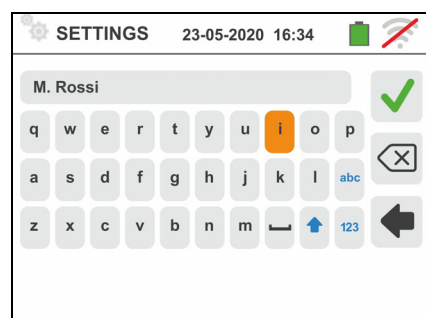 SETTINGS 23-05-2020 16:34
M. Rossi
q w e r t y u i o p
a s d f g h j k l abc
z x c v b n m 123